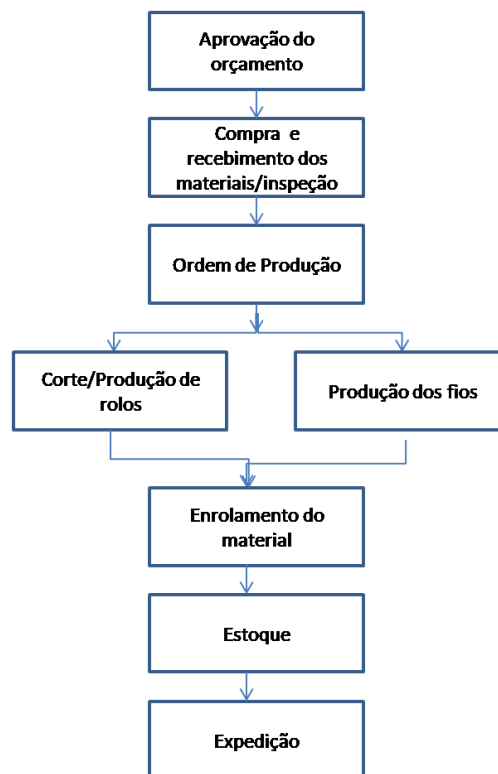 Aprovação do
orçamento
Compra e
recebimento dos
materiais/inspeção
Ordem de Produção
Corte/Produção de
rolos
Produção dos fios
Enrolamento do
material
Estoque
Expedição